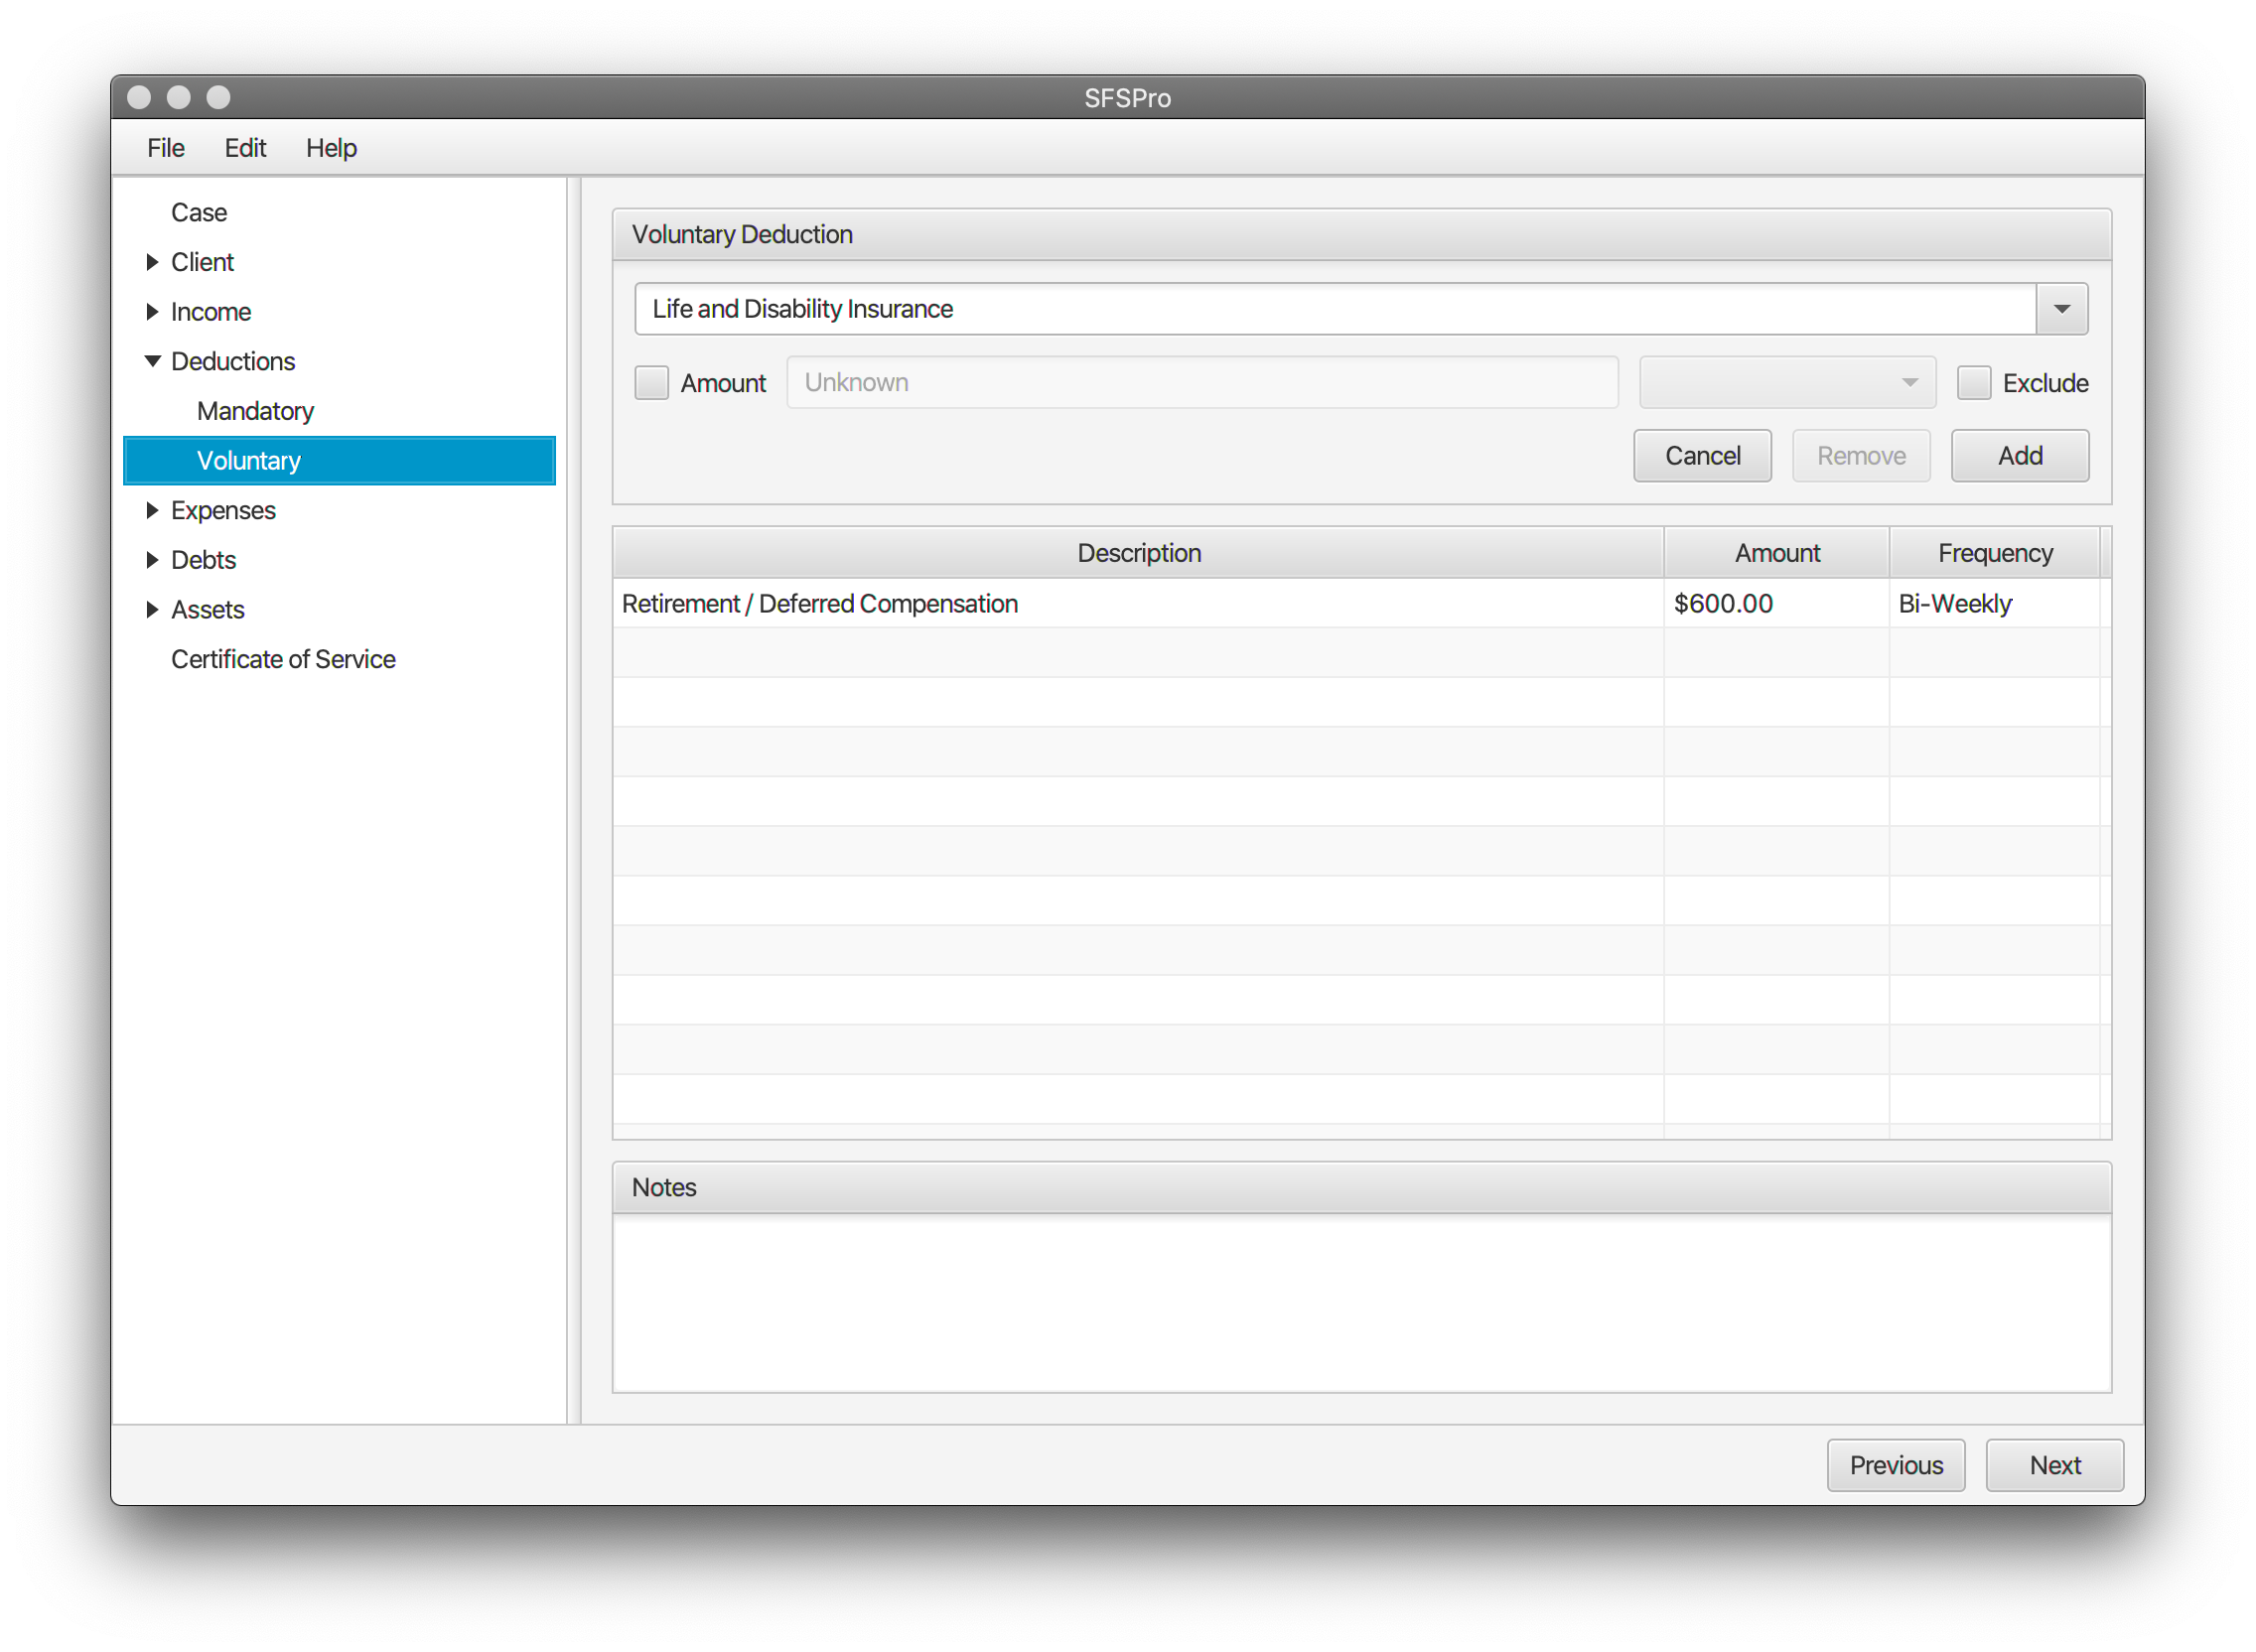 SFSPro
File Edit Help
Case
Client
Income
Deductions
Mandatory
Voluntary
Expenses
Debts
Assets
Certificate of Service
Voluntary Deduction
Life and Disability Insurance
Amount Unknown Exclude
Cancel Remove Add
Description Amount Frequency
Retirement / Deferred Compensation $600.00 Bi-Weekly
Notes
Previous Next